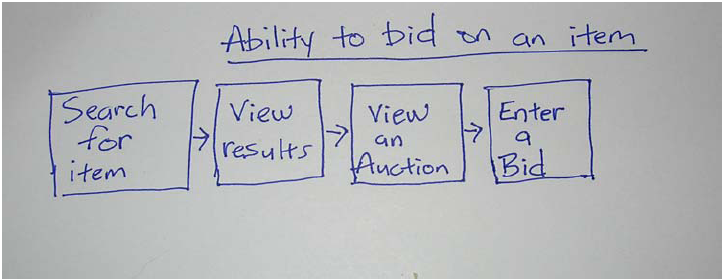 Ability to bid on an item
Search
for
item
View
results
View
an
Auction
Enter
a
Bid